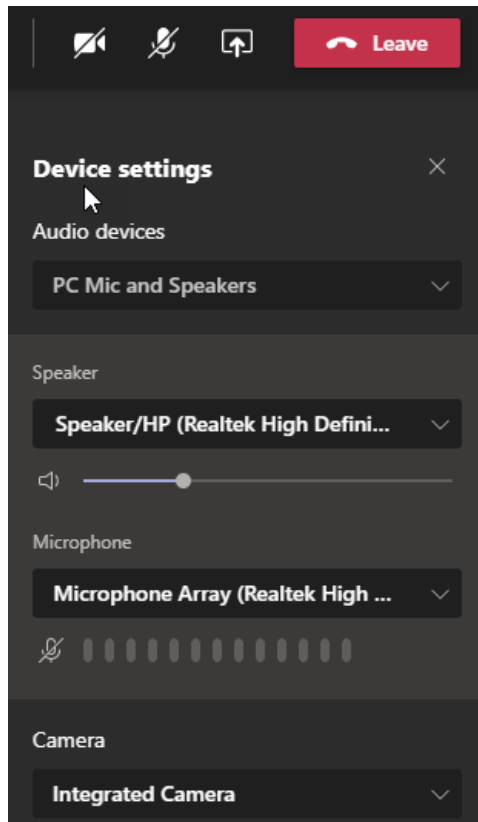 Leave
Device settings
Audio devices
PC Mic and Speakers
Speaker
Speaker/HP (Realtek High Defini...
Microphone
Microphone Array (Realtek High ...
Camera
Integrated Camera